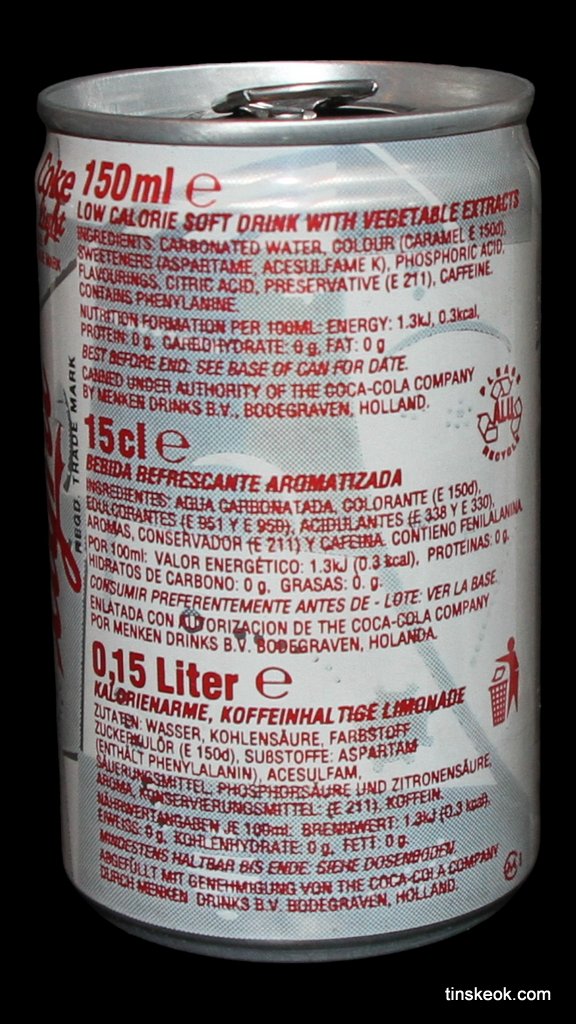 Coke
light
150ml e
LOW CALORIE SOFT DRINK WITH VEGETABLE EXTRACTS
INGREDIENTS: CARBONATED WATER, COLOUR (CARAMEL E 150d),
SWEETENERS (ASPARTAME, ACESULFAME K), PHOSPHORIC ACID,
FLAVOURINGS, CITRIC ACID, PRESERVATIVE (E 211), CAFFEINE.
CONTAINS PHENYLANINE.
NUTRITION FORMATION PER 100ML: ENERGY: 1.3kJ, 0.3kcal,
PROTEIN: 0 g, CARBOHYDRATE: 0 g, FAT: 0 g
BEST BEFORE END: SEE BASE OF CAN FOR DATE.
CANNED UNDER AUTHORITY OF THE COCA-COLA COMPANY
BY MENKEN DRINKS B.V., BODEGRAVEN, HOLLAND.
PLEASE
ALU
RECYCLE
REGD. TRADE MARK
15cl e
BEBIDA REFRESCANTE AROMATIZADA
INGREDIENTES: AGUA CARBONATADA, COLORANTE (E 150d),
EDULCORANTES (E 951 Y E 950), ACIDULANTES (E 338 Y E 330),
AROMAS, CONSERVADOR (E 211) Y CAFEINA. CONTIENE FENILALANINA.
POR 100ml: VALOR ENERGÉTICO: 1.3kJ (0.3 kcal), PROTEINAS: 0 g.
HIDRATOS DE CARBONO: 0 g, GRASAS: 0. g.
CONSUMIR PREFERENTEMENTE ANTES DE - LOTE: VER LA BASE.
ENLATADA CON AUTORIZACION DE THE COCA-COLA COMPANY
POR MENKEN DRINKS B.V. BODEGRAVEN, HOLANDA.
0,15 Liter e
KALORIENARME, KOFFEINHALTIGE LIMONADE
ZUTATEN: WASSER, KOHLENSÄURE, FARBSTOFF
ZUCKERKULÖR (E 150d), SUBSTOFFE: ASPARTAM
(ENTHÄLT PHENYLALANIN), ACESULFAM,
SÄUERUNGSMITTEL: PHOSPHORSÄURE UND ZITRONENSÄURE,
AROMA, KONSERVIERUNGSMITTEL: (E 211), KOFFEIN.
NÄHRWERTANGABEN JE 100ml: BRENNWERT: 1.3kJ (0.3 kcal),
EIWEISS: 0 g, KOHLENHYDRATE: 0 g, FETT: 0 g.
MINDESTENS HALTBAR BIS ENDE: SIEHE DOSENBODEN.
ABGEFÜLLT MIT GENEHMIGUNG VON THE COCA-COLA COMPANY
DURCH MENKEN DRINKS B.V. BODEGRAVEN, HOLLAND.
tinskeok.com